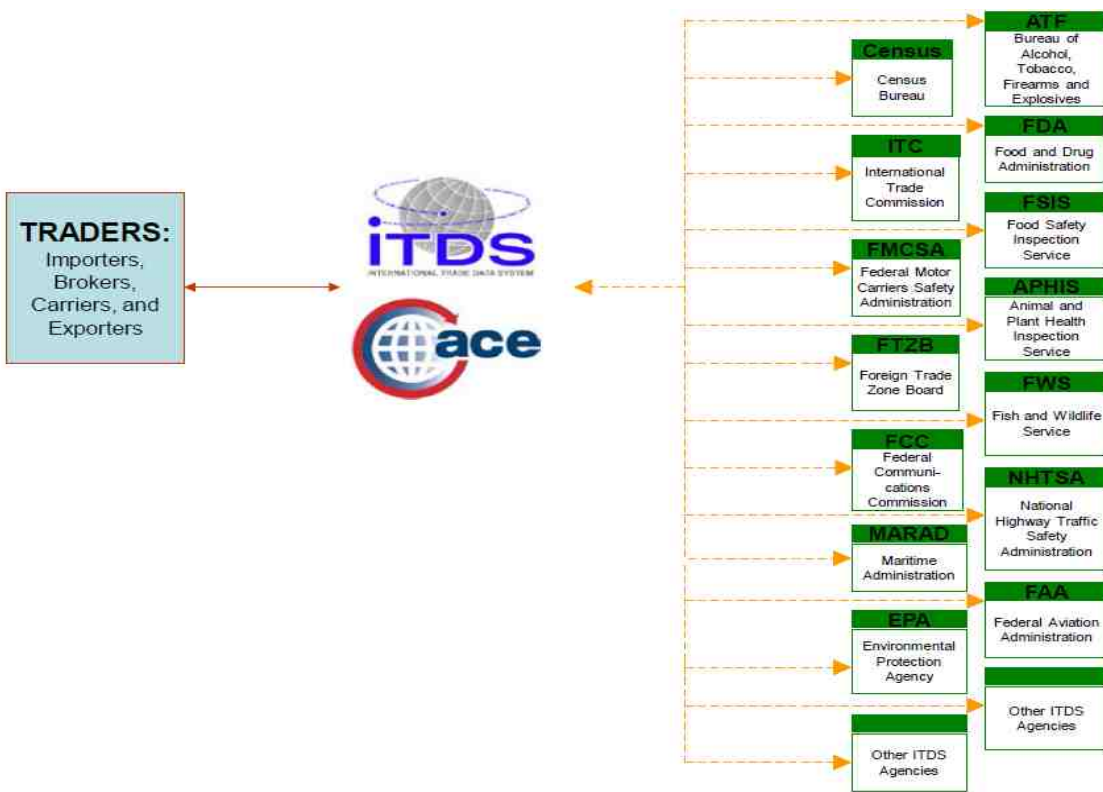 TRADERS:
Importers,
Brokers,
Carriers, and
Exporters
iTDS
INTERNATIONAL TRADE DATA SYSTEM
ace
Census
Census
Bureau
ITC
International
Trade
Commission
FMCSA
Federal Motor
Carriers Safety
Administration
FTZB
Foreign Trade
Zone Board
FCC
Federal
Communi-
cations
Commission
MARAD
Maritime
Administration
EPA
Environmental
Protection
Agency
Other ITDS
Agencies
ATF
Bureau of
Alcohol,
Tobacco,
Firearms and
Explosives
FDA
Food and Drug
Administration
FSIS
Food Safety
Inspection
Service
APHIS
Animal and
Plant Health
Inspection
Service
FWS
Fish and Wildlife
Service
NHTSA
National
Highway Traffic
Safety
Administration
FAA
Federal Aviation
Administration
Other ITDS
Agencies